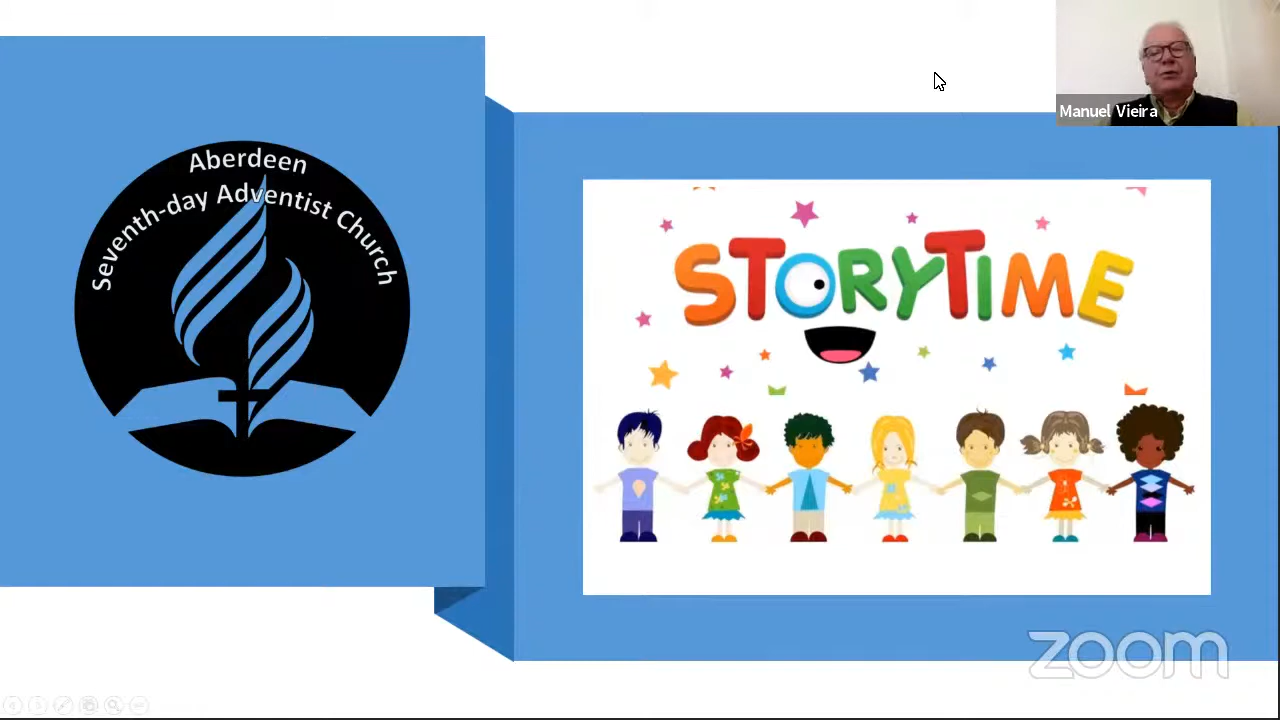 Aberdeen
Seventh-day Adventist Church
STORYTIME
Manuel Vieira
zoom